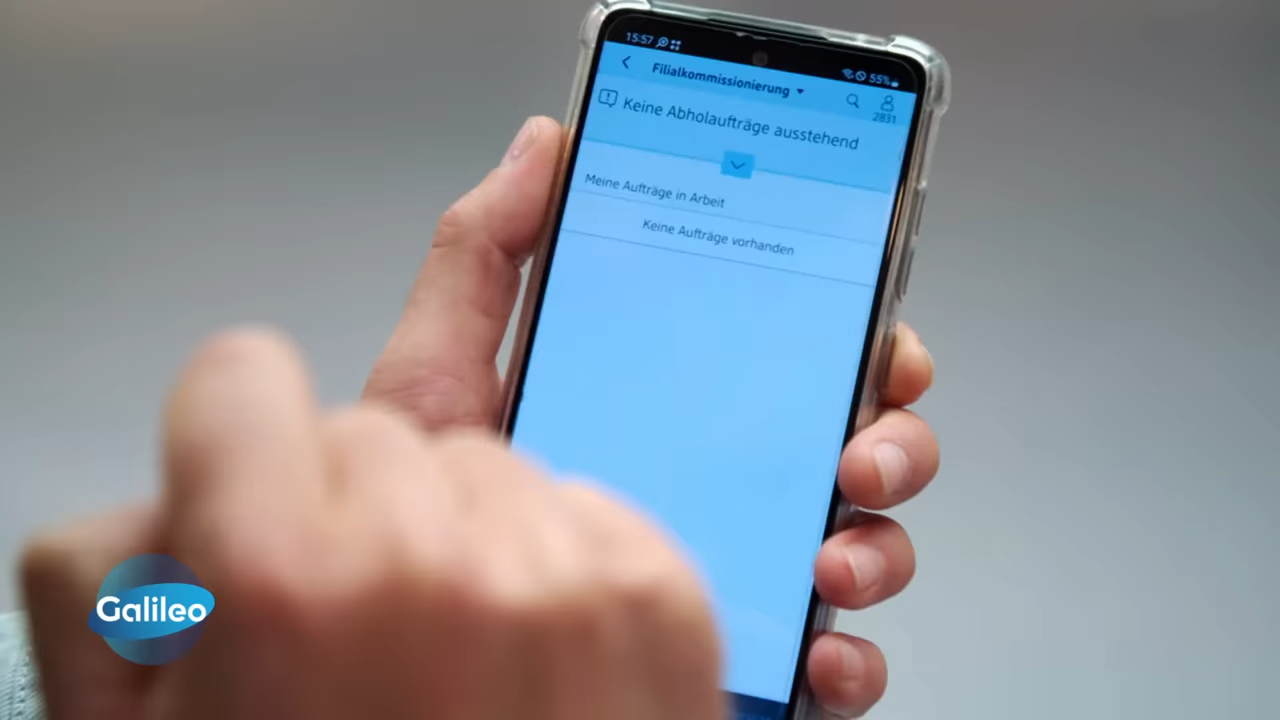 15:57
55%
Filialkommissionierung
2831
Keine Abholaufträge ausstehend
Meine Aufträge in Arbeit
Keine Aufträge vorhanden
Galileo